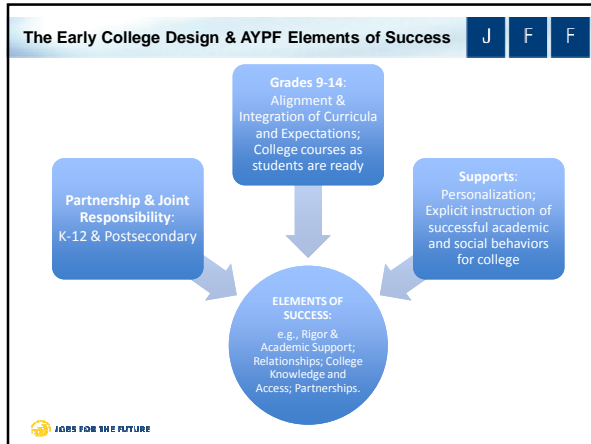 The Early College Design & AYPF Elements of Success
J F F
Grades 9-14:
Alignment &
Integration of Curricula
and Expectations;
College courses as
students are ready
Partnership & Joint
Responsibility:
K-12 & Postsecondary
Supports:
Personalization;
Explicit instruction of
successful academic
and social behaviors
for college
ELEMENTS OF
SUCCESS:
e.g., Rigor &
Academic Support;
Relationships; College
Knowledge and
Access; Partnerships.
JOBS FOR THE FUTURE